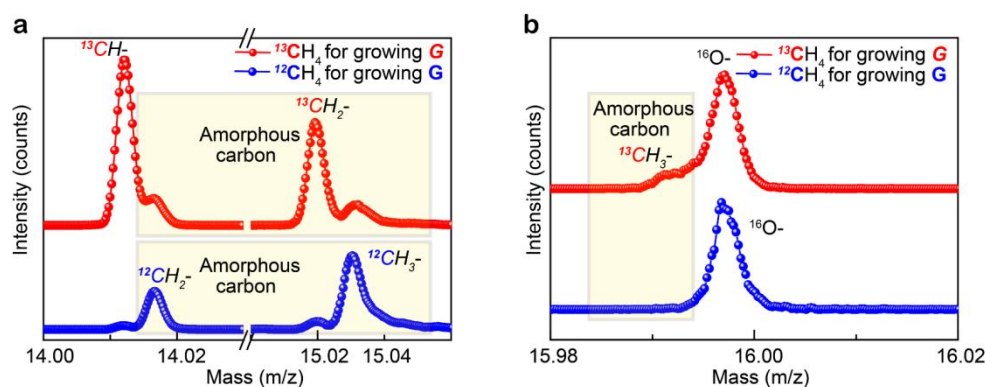 a
¹³CH-
¹³CH₄ for growing G
¹²CH₄ for growing G
¹³CH₂-
Amorphous
carbon
¹²CH₂-
Amorphous
carbon
¹²CH₃-
Intensity (counts)
14.00
14.02
15.02
15.04
Mass (m/z)
b
¹⁶O-
¹³CH₄ for growing G
¹²CH₄ for growing G
Amorphous
carbon
¹³CH₃-
¹⁶O-
Intensity (counts)
15.98
16.00
16.02
Mass (m/z)